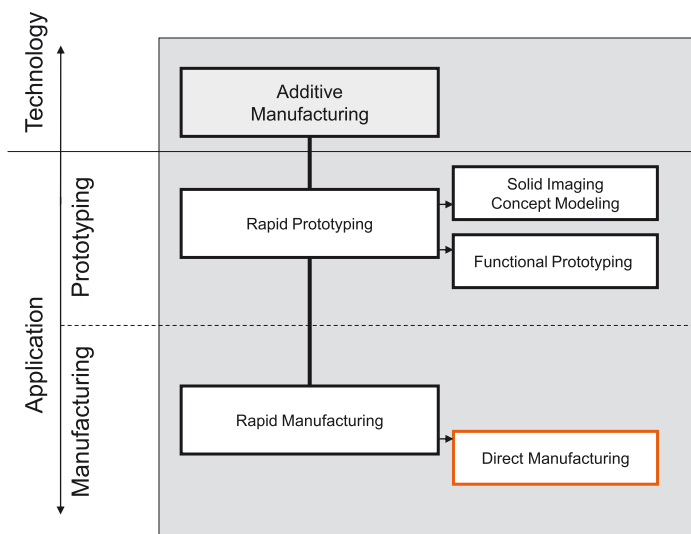 Technology
Additive
Manufacturing
Application
Prototyping
Rapid Prototyping
Solid Imaging
Concept Modeling
Functional Prototyping
Manufacturing
Rapid Manufacturing
Direct Manufacturing